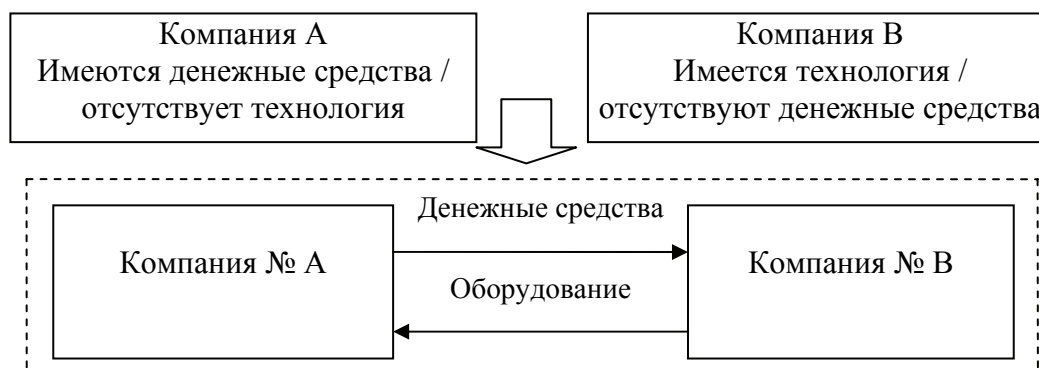 Компания А
Имеются денежные средства /
отсутствует технология
Компания В
Имеется технология /
отсутствуют денежные средства
Денежные средства
Компания № А
Компания № В
Оборудование